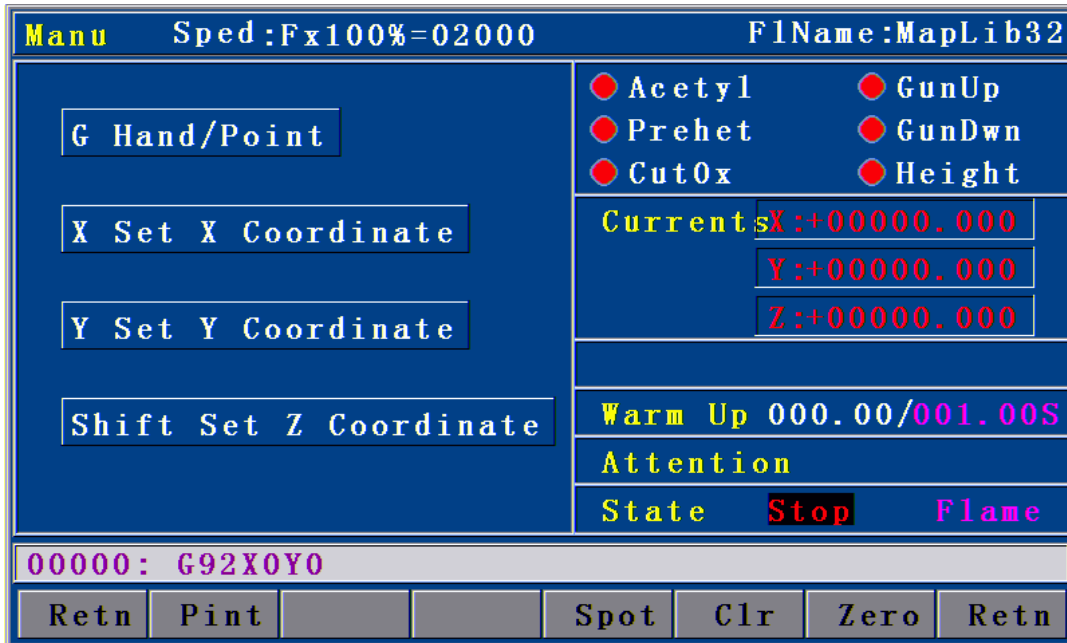 Manu Sped:Fx100%=02000 FlName:MapLib32
G Hand/Point
X Set X Coordinate
Y Set Y Coordinate
Shift Set Z Coordinate
Acetyl GunUp
Prehet GunDwn
CutOx Height
Currents X:+00000.000
Y:+00000.000
Z:+00000.000
Warm Up 000.00/001.00S
Attention
State Stop Flame
00000: G92X0Y0
Retn Pint Spot Clr Zero Retn